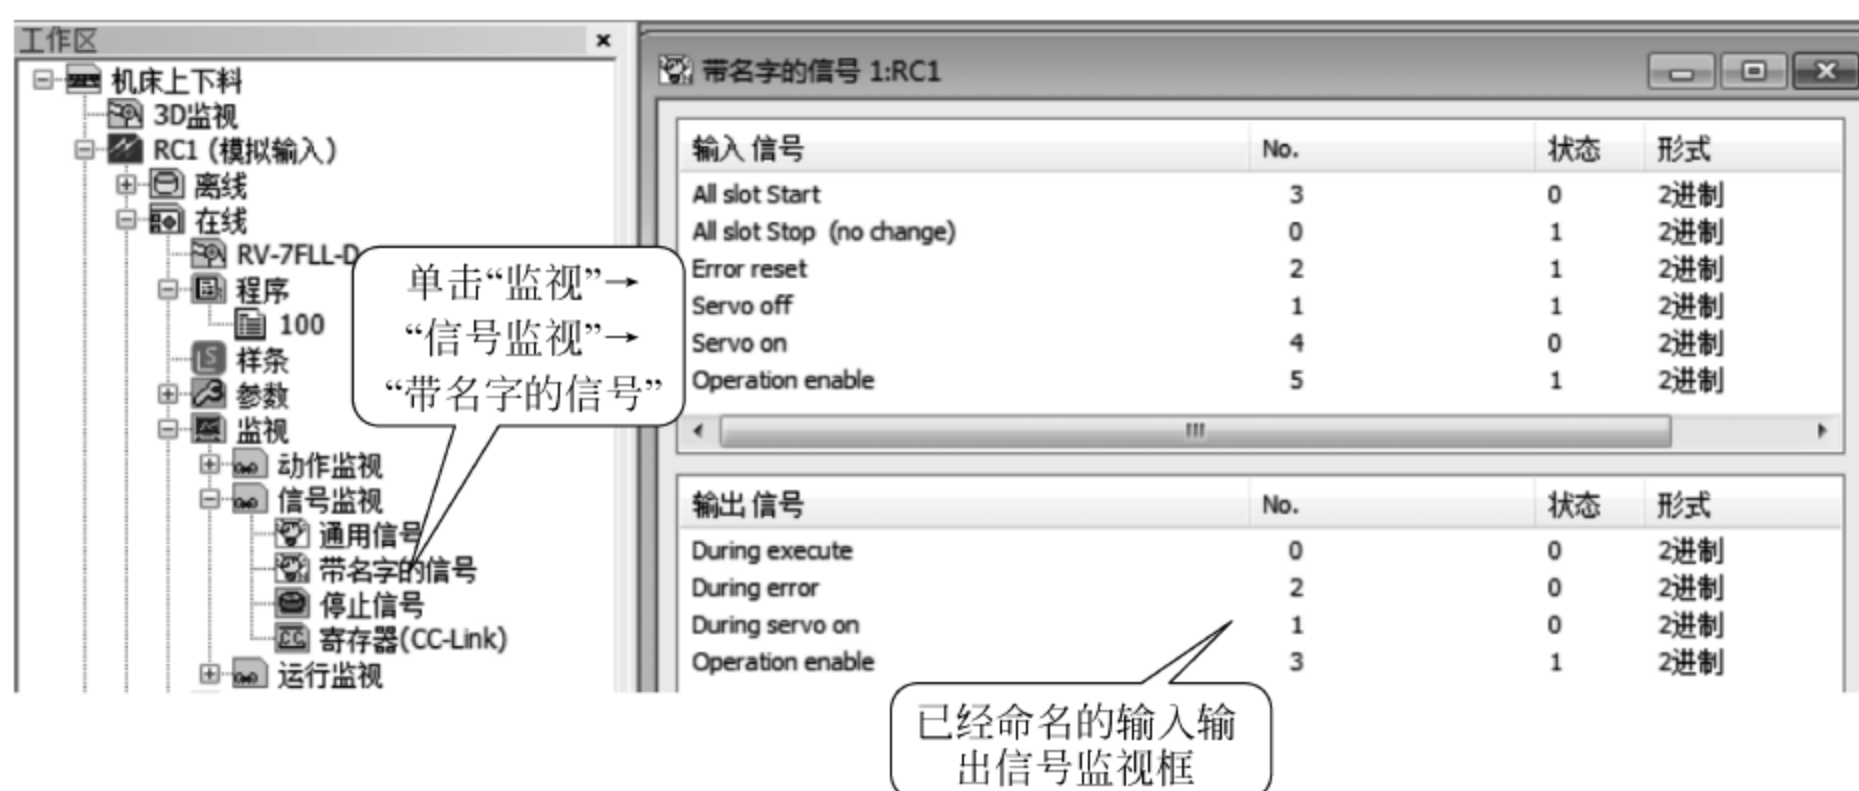 工作区
机床上下料
3D监视
RC1 (模拟输入)
离线
在线
RV-7FLL-D
程序
100
样条
参数
监视
动作监视
信号监视
通用信号
带名字的信号
停止信号
寄存器(CC-Link)
运行监视
单击“监视”→
“信号监视”→
“带名字的信号”
带名字的信号 1:RC1
输入 信号 No. 状态 形式
All slot Start 3 0 2进制
All slot Stop (no change) 0 1 2进制
Error reset 2 1 2进制
Servo off 1 1 2进制
Servo on 4 0 2进制
Operation enable 5 1 2进制
输出 信号 No. 状态 形式
During execute 0 0 2进制
During error 2 0 2进制
During servo on 1 0 2进制
Operation enable 3 1 2进制
已经命名的输入输
出信号监视框